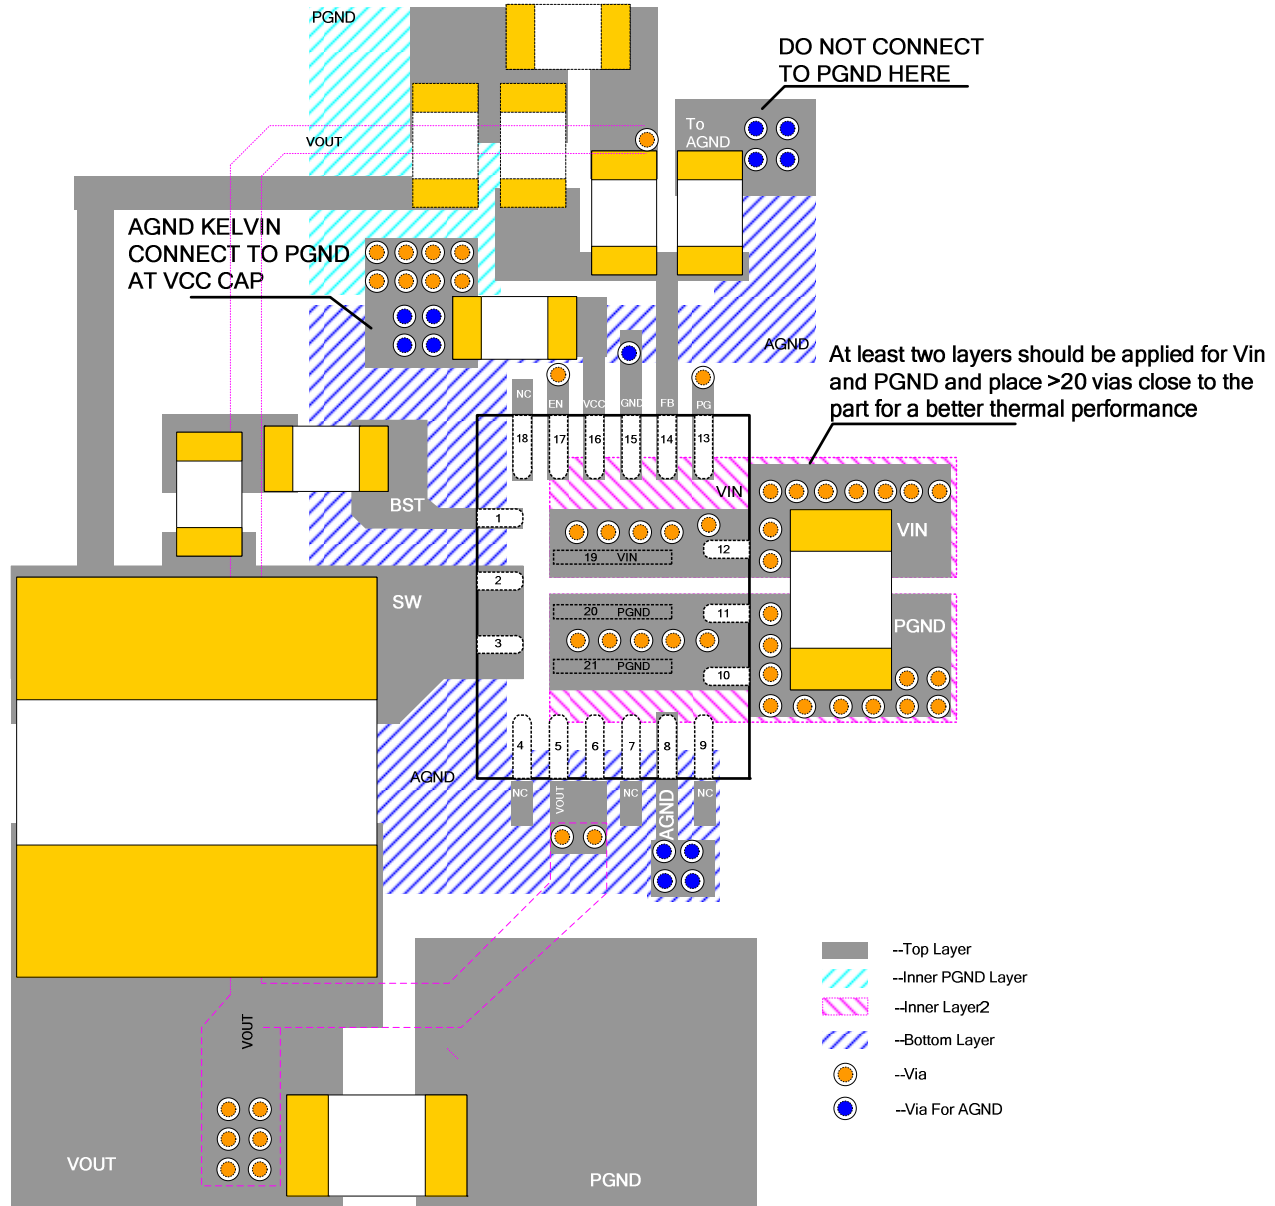 PGND
DO NOT CONNECT
TO PGND HERE
To
AGND
VOUT
AGND KELVIN
CONNECT TO PGND
AT VCC CAP
AGND
At least two layers should be applied for Vin
and PGND and place >20 vias close to the
part for a better thermal performance
NC
EN
VCC
GND
FB
PG
18
17
16
15
14
13
VIN
BST
1
VIN
12
19 VIN
2
SW
11
20 PGND
PGND
3
21 PGND
10
4
5
6
7
8
9
AGND
NC
VOUT
NC
AGND
NC
--Top Layer
--Inner PGND Layer
--Inner Layer2
--Bottom Layer
--Via
--Via For AGND
VOUT
VOUT
PGND